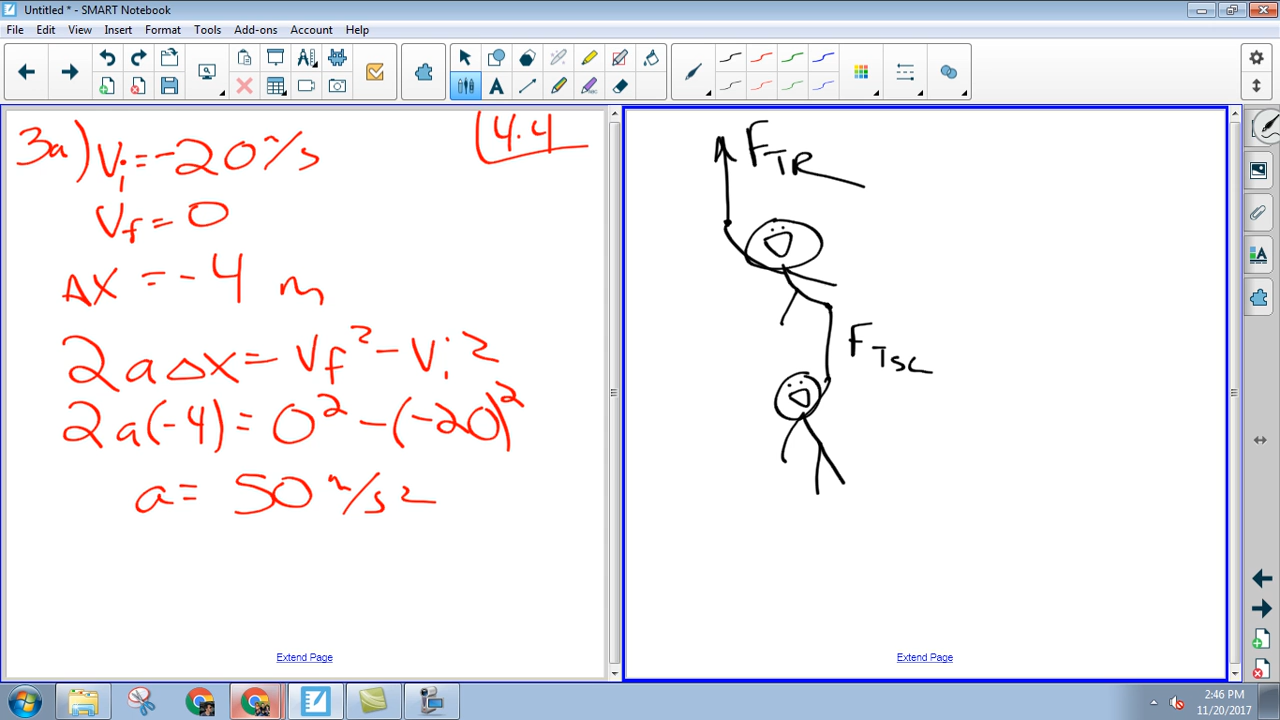 Untitled * - SMART Notebook
File Edit View Insert Format Tools Add-ons Account Help
3a) Vi = -20 m/s
4.4
Vf = 0
Δx = -4 m
2aΔx = Vf² - Vi²
2a(-4) = 0² - (-20)²
a = 50 m/s²
Extend Page
FTR
FTSC
Extend Page
2:46 PM
11/20/2017